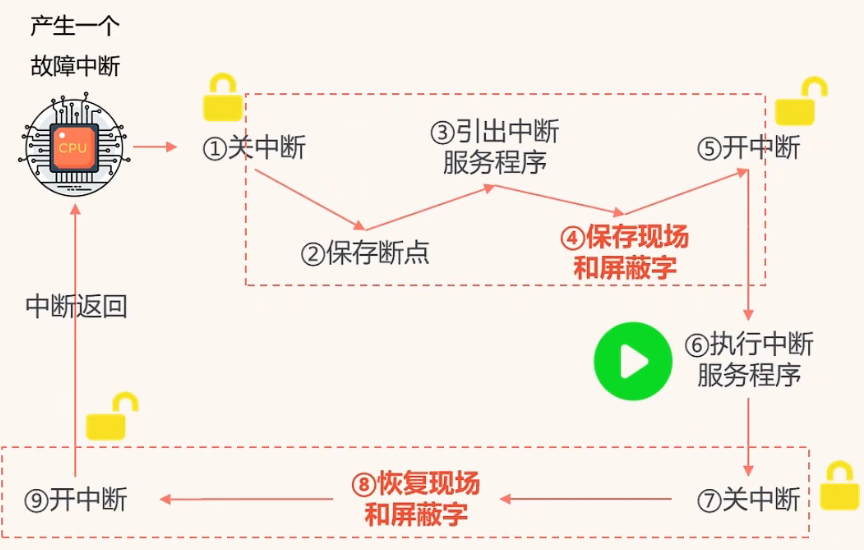 产生一个
故障中断
CPU
①关中断
③引出中断
服务程序
⑤开中断
②保存断点
④保存现场
和屏蔽字
中断返回
⑥执行中断
服务程序
⑨开中断
⑧恢复现场
和屏蔽字
⑦关中断